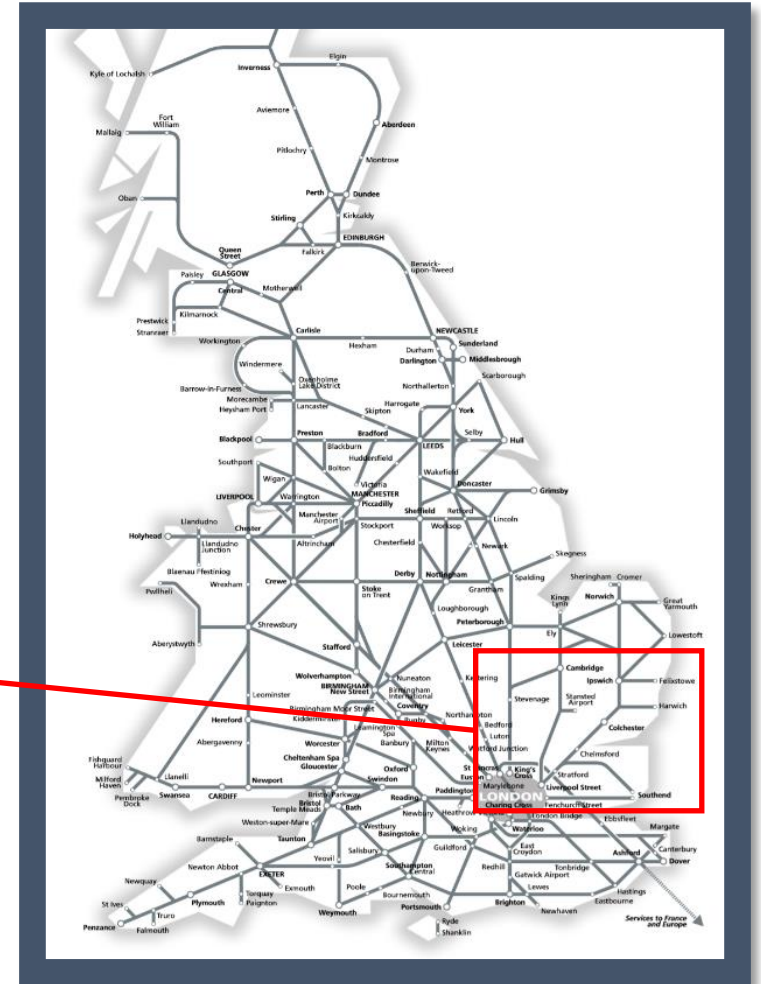 Elgin
Inverness
Kyle of Lochalsh
Aviemore
Fort
William
Mallaig
Aberdeen
Pitlochry
Montrose
Perth
Dundee
Oban
Stirling
Kirkcaldy
EDINBURGH
Queen
Street
Falkirk
Berwick-
upon-Tweed
Paisley
GLASGOW
Central
Motherwell
Prestwick
Kilmarnock
Stranraer
Carlisle
NEWCASTLE
Workington
Hexham
Sunderland
Durham
Darlington
Middlesbrough
Windermere
Scarborough
Oxenholme
Lake District
Barrow-in-Furness
Northallerton
Morecambe
Heysham Port
Lancaster
Harrogate
York
Skipton
Blackpool
Preston
Bradford
Selby
Hull
Blackburn
LEEDS
Huddersfield
Southport
Bolton
Wakefield
Wigan
Victoria
Doncaster
MANCHESTER
Piccadilly
Grimsby
LIVERPOOL
Warrington
Sheffield
Retford
Llandudno
Manchester
Airport
Lincoln
Holyhead
Chester
Stockport
Worksop
Llandudno
Junction
Altrincham
Chesterfield
Newark
Skegness
Blaenau Ffestiniog
Derby
Nottingham
Spalding
Sheringham
Cromer
Pwllheli
Wrexham
Crewe
Stoke
on Trent
Grantham
Kings
Lynn
Norwich
Great
Yarmouth
Loughborough
Peterborough
Shrewsbury
Ely
Lowestoft
Aberystwyth
Stafford
Leicester
Wolverhampton
Cambridge
BIRMINGHAM
New Street
Nuneaton
Kettering
Ipswich
Felixstowe
Birmingham
International
Stansted
Airport
Leominster
Stevenage
Birmingham Moor Street
Coventry
Rugby
Northampton
Harwich
Hereford
Kidderminster
Leamington
Spa
Bedford
Colchester
Abergavenny
Worcester
Banbury
Milton
Keynes
Luton
Watford Junction
Chelmsford
Cheltenham Spa
Gloucester
Oxford
St Pancras
King's
Cross
Fishguard
Harbour
Euston
Stratford
Milford
Haven
Llanelli
Newport
Swindon
Paddington
Marylebone
Liverpool Street
Pembroke
Dock
Swansea
CARDIFF
Bristol Parkway
Reading
LONDON
Southend
Bristol
Temple Meads
Bath
Charing Cross
Fenchurch Street
Newbury
Heathrow
London Bridge
Ebbsfleet
Weston-super-Mare
Westbury
Basingstoke
Woking
Waterloo
Margate
Barnstaple
Taunton
Salisbury
Guildford
East
Croydon
Canterbury
Yeovil
Southampton
Central
Redhill
Tonbridge
Ashford
Dover
Newton Abbot
EXETER
Gatwick Airport
Newquay
Exmouth
Poole
Bournemouth
Lewes
Hastings
St Ives
Plymouth
Torquay
Paignton
Weymouth
Portsmouth
Brighton
Eastbourne
Newhaven
Truro
Penzance
Falmouth
Ryde
Shanklin
Services to France
and Europe